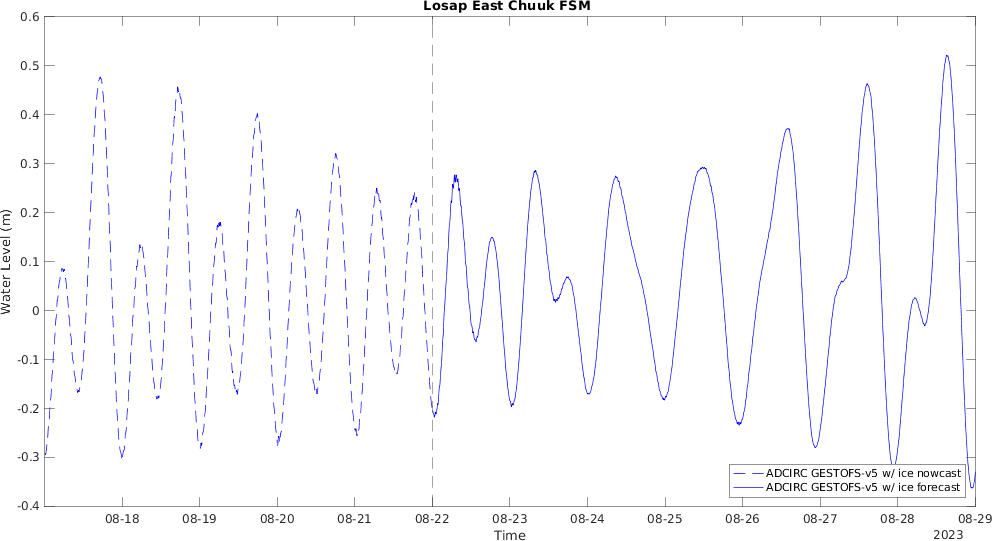 Losap East Chuuk FSM
0.6
0.5
0.4
0.3
0.2
0.1
0
-0.1
-0.2
-0.3
-0.4
Water Level (m)
ADCIRC GESTOFS-v5 w/ ice nowcast
ADCIRC GESTOFS-v5 w/ ice forecast
08-18 08-19 08-20 08-21 08-22 08-23 08-24 08-25 08-26 08-27 08-28 08-29
Time
2023